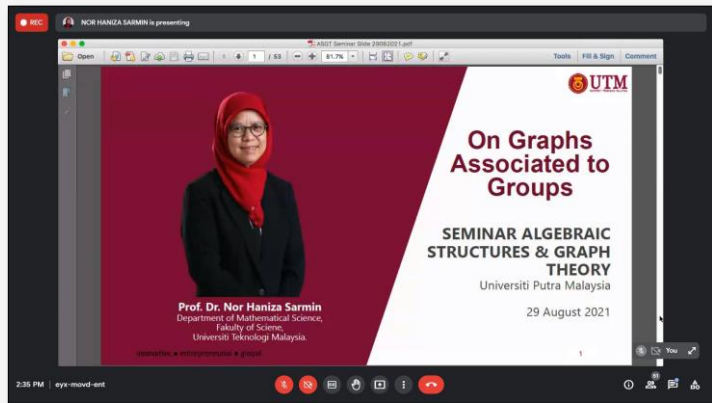 REC
NOR HANIZA SARMIN is presenting
ASGT Seminar Slide 29082021.pdf
Open
1 / 53
81.7%
Tools
Fill & Sign
Comment
UTM
On Graphs
Associated to
Groups
SEMINAR ALGEBRAIC
STRUCTURES & GRAPH
THEORY
Universiti Putra Malaysia
29 August 2021
Prof. Dr. Nor Haniza Sarmin
Department of Mathematical Science,
Fakulty of Sciene,
Universiti Teknologi Malaysia.
innovative ● entrepreneurial ● global
1
You
2:35 PM | eyx-movd-ent
51